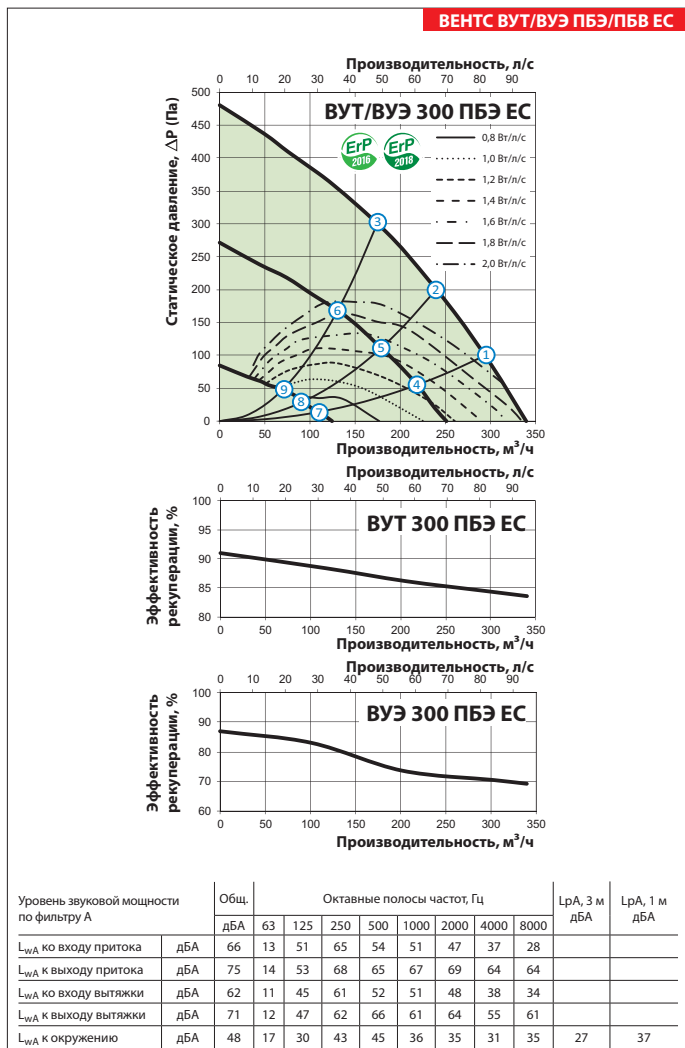 ВЕНТС ВУТ/ВУЭ ПБЭ/ПБВ ЕС
Производительность, л/с
0 10 20 30 40 50 60 70 80 90
Статическое давление, △P (Па)
500
450
400
350
300
250
200
150
100
50
0
ВУТ/ВУЭ 300 ПБЭ ЕС
ErP 2016
ErP 2018
0,8 Вт/л/с
1,0 Вт/л/с
1,2 Вт/л/с
1,4 Вт/л/с
1,6 Вт/л/с
1,8 Вт/л/с
2,0 Вт/л/с
3
2
6
5
1
4
9
8
7
0 50 100 150 200 250 300 350
Производительность, м³/ч
Производительность, л/с
0 10 20 30 40 50 60 70 80 90
Эффективность
рекуперации, %
100
95
90
85
80
ВУТ 300 ПБЭ ЕС
0 50 100 150 200 250 300 350
Производительность, м³/ч
Производительность, л/с
0 10 20 30 40 50 60 70 80 90
Эффективность
рекуперации, %
100
90
80
70
60
ВУЭ 300 ПБЭ ЕС
0 50 100 150 200 250 300 350
Производительность, м³/ч
Уровень звуковой мощности по фильтру А Общ. Октавные полосы частот, Гц LpA, 3 м дБА LpA, 1 м дБА
дБА 63 125 250 500 1000 2000 4000 8000
LwA ко входу притока дБА 66 13 51 65 54 51 47 37 28
LwA к выходу притока дБА 75 14 53 68 65 67 69 64 64
LwA ко входу вытяжки дБА 62 11 45 61 52 51 48 38 34
LwA к выходу вытяжки дБА 71 12 47 62 66 61 64 55 61
LwA к окружению дБА 48 17 30 43 45 36 35 31 35 27 37